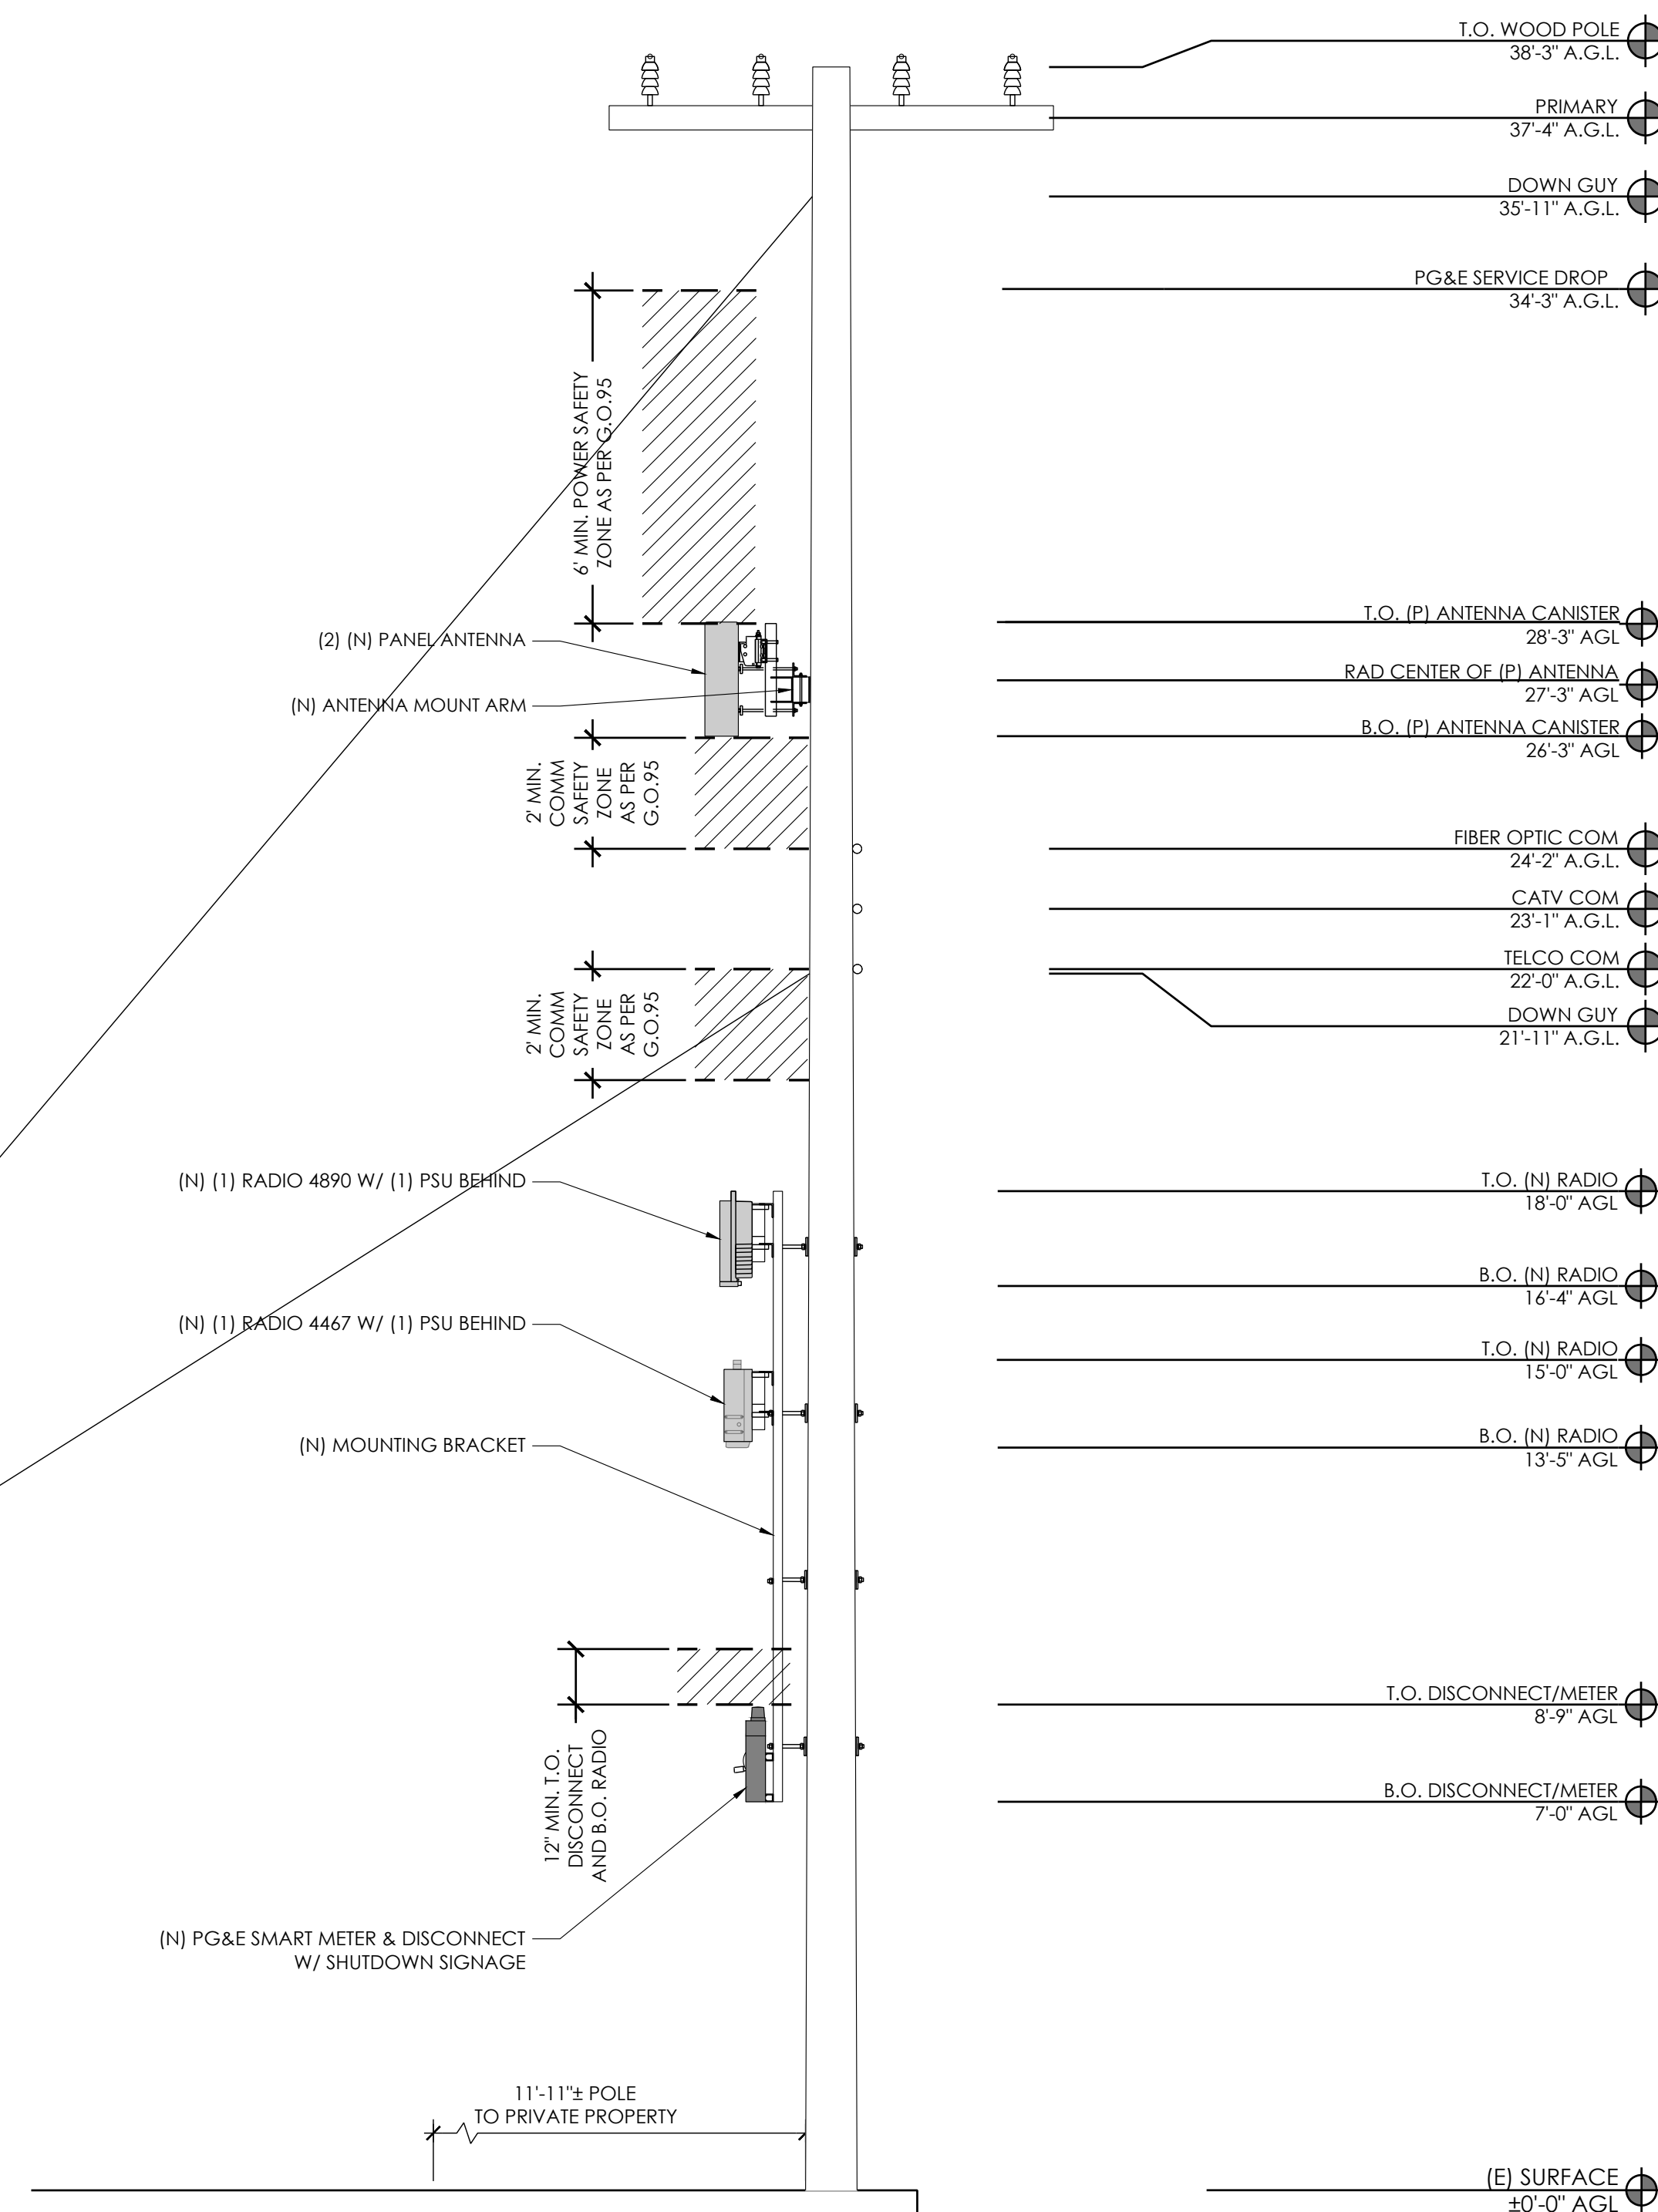 T.O. WOOD POLE
38'-3" A.G.L.
PRIMARY
37'-4" A.G.L.
DOWN GUY
35'-11" A.G.L.
PG&E SERVICE DROP
34'-3" A.G.L.
6' MIN. POWER SAFETY
ZONE AS PER G.O.95
(2) (N) PANEL ANTENNA
(N) ANTENNA MOUNT ARM
T.O. (P) ANTENNA CANISTER
28'-3" AGL
RAD CENTER OF (P) ANTENNA
27'-3" AGL
B.O. (P) ANTENNA CANISTER
26'-3" AGL
2' MIN.
COMM
SAFETY
ZONE
AS PER
G.O.95
FIBER OPTIC COM
24'-2" A.G.L.
CATV COM
23'-1" A.G.L.
TELCO COM
22'-0" A.G.L.
DOWN GUY
21'-11" A.G.L.
2' MIN.
COMM
SAFETY
ZONE
AS PER
G.O.95
(N) (1) RADIO 4890 W/ (1) PSU BEHIND
T.O. (N) RADIO
18'-0" AGL
B.O. (N) RADIO
16'-4" AGL
(N) (1) RADIO 4467 W/ (1) PSU BEHIND
T.O. (N) RADIO
15'-0" AGL
(N) MOUNTING BRACKET
B.O. (N) RADIO
13'-5" AGL
T.O. DISCONNECT/METER
8'-9" AGL
B.O. DISCONNECT/METER
7'-0" AGL
12" MIN. T.O.
DISCONNECT
AND B.O. RADIO
(N) PG&E SMART METER & DISCONNECT
W/ SHUTDOWN SIGNAGE
11'-11"± POLE
TO PRIVATE PROPERTY
(E) SURFACE
±0'-0" AGL